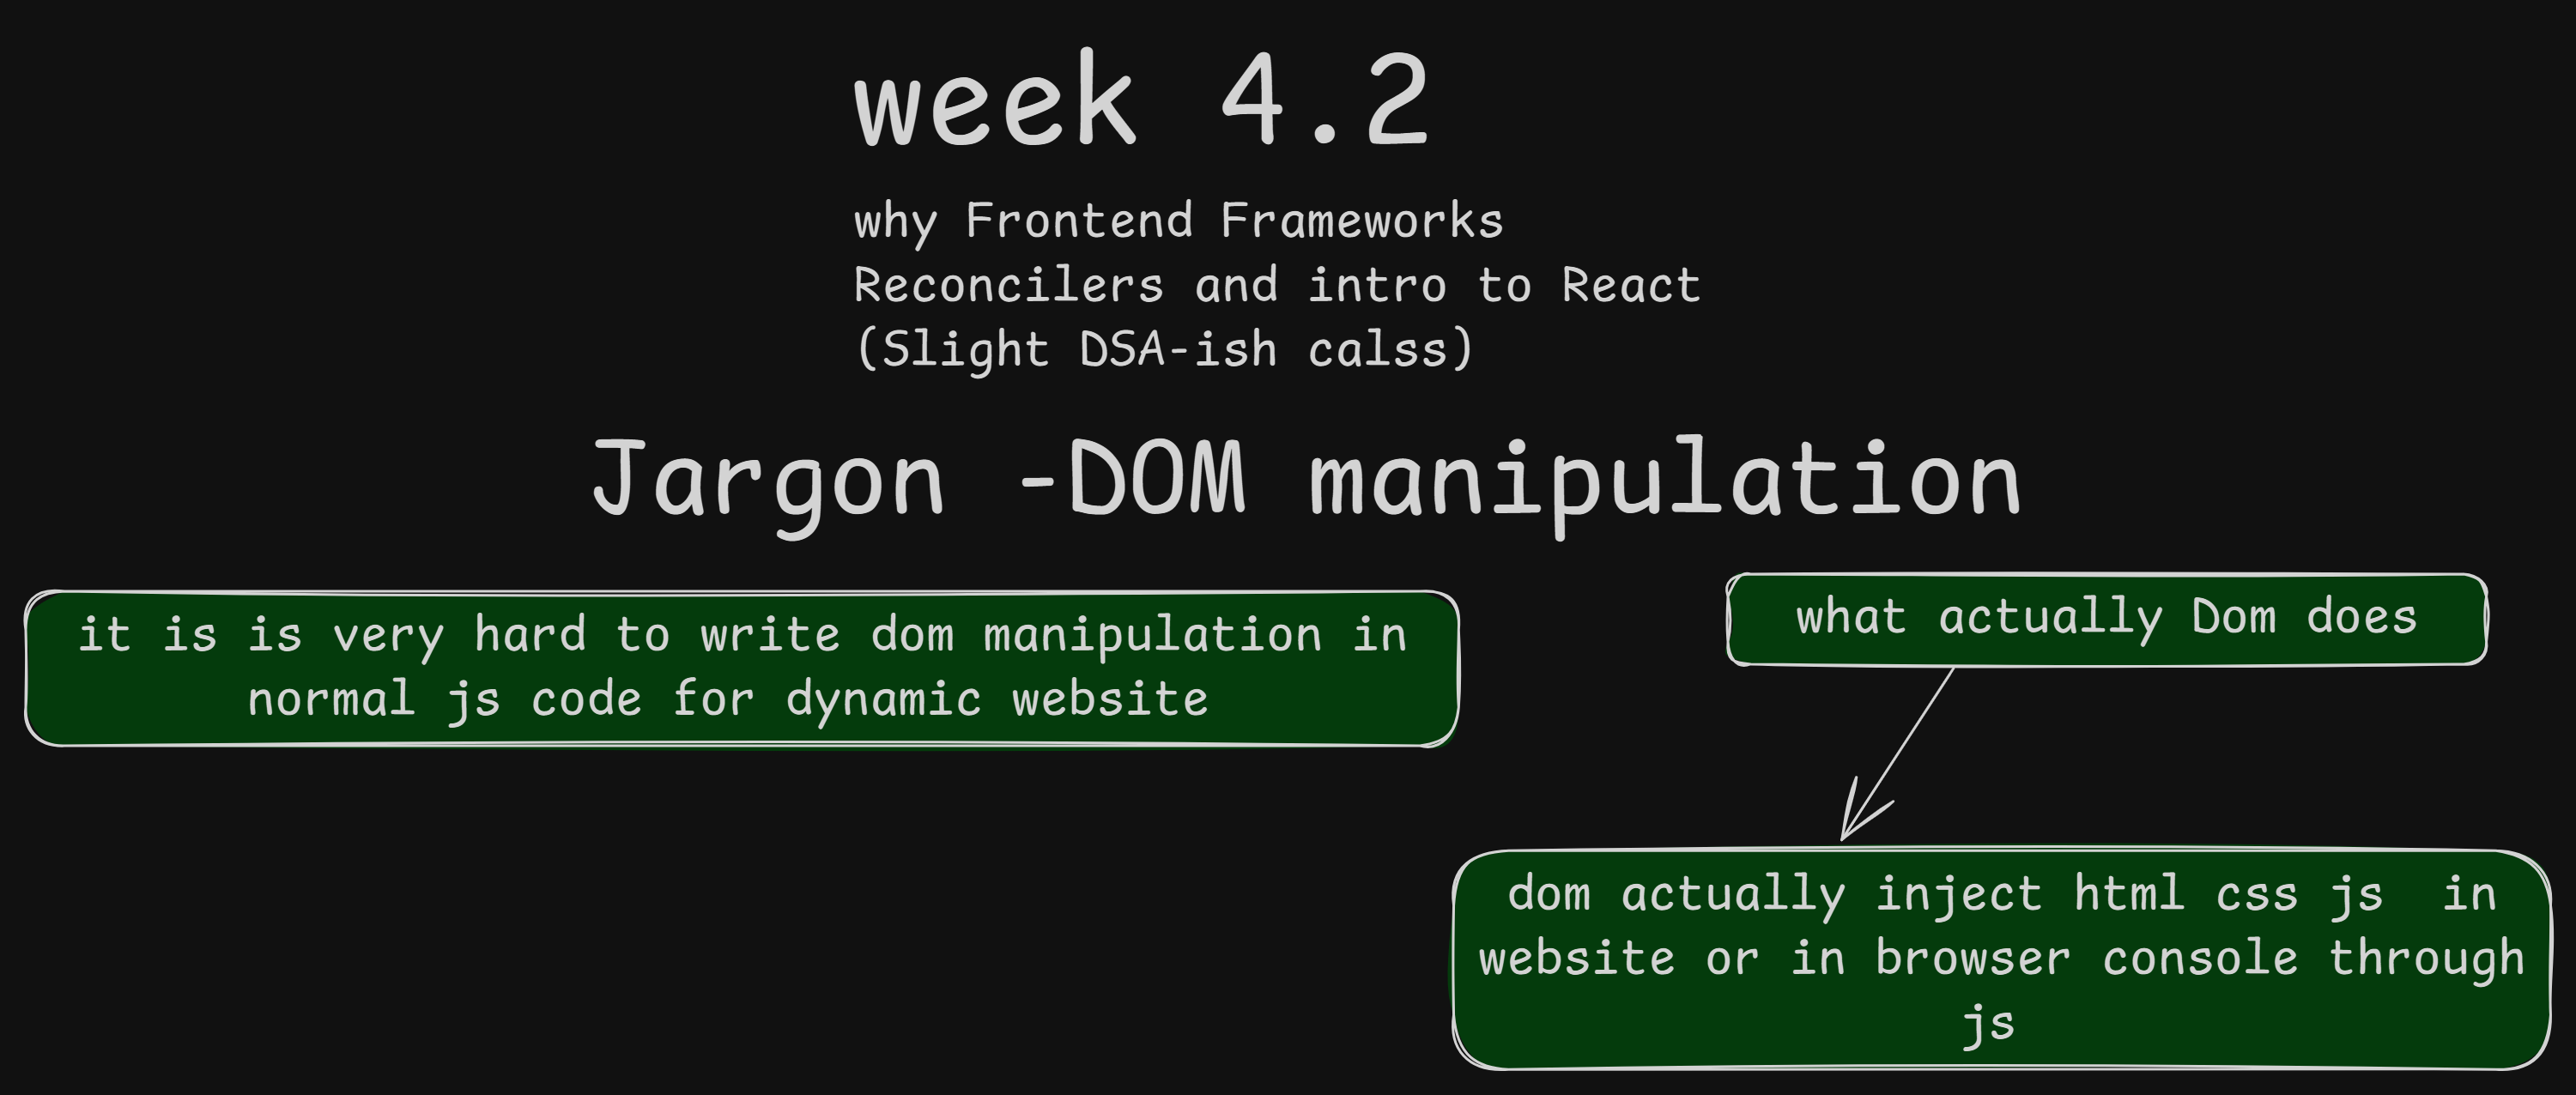 week 4.2
why Frontend Frameworks
Reconcilers and intro to React
(Slight DSA-ish calss)
Jargon -DOM manipulation
it is is very hard to write dom manipulation in
normal js code for dynamic website
what actually Dom does
dom actually inject html css js  in
website or in browser console through
js